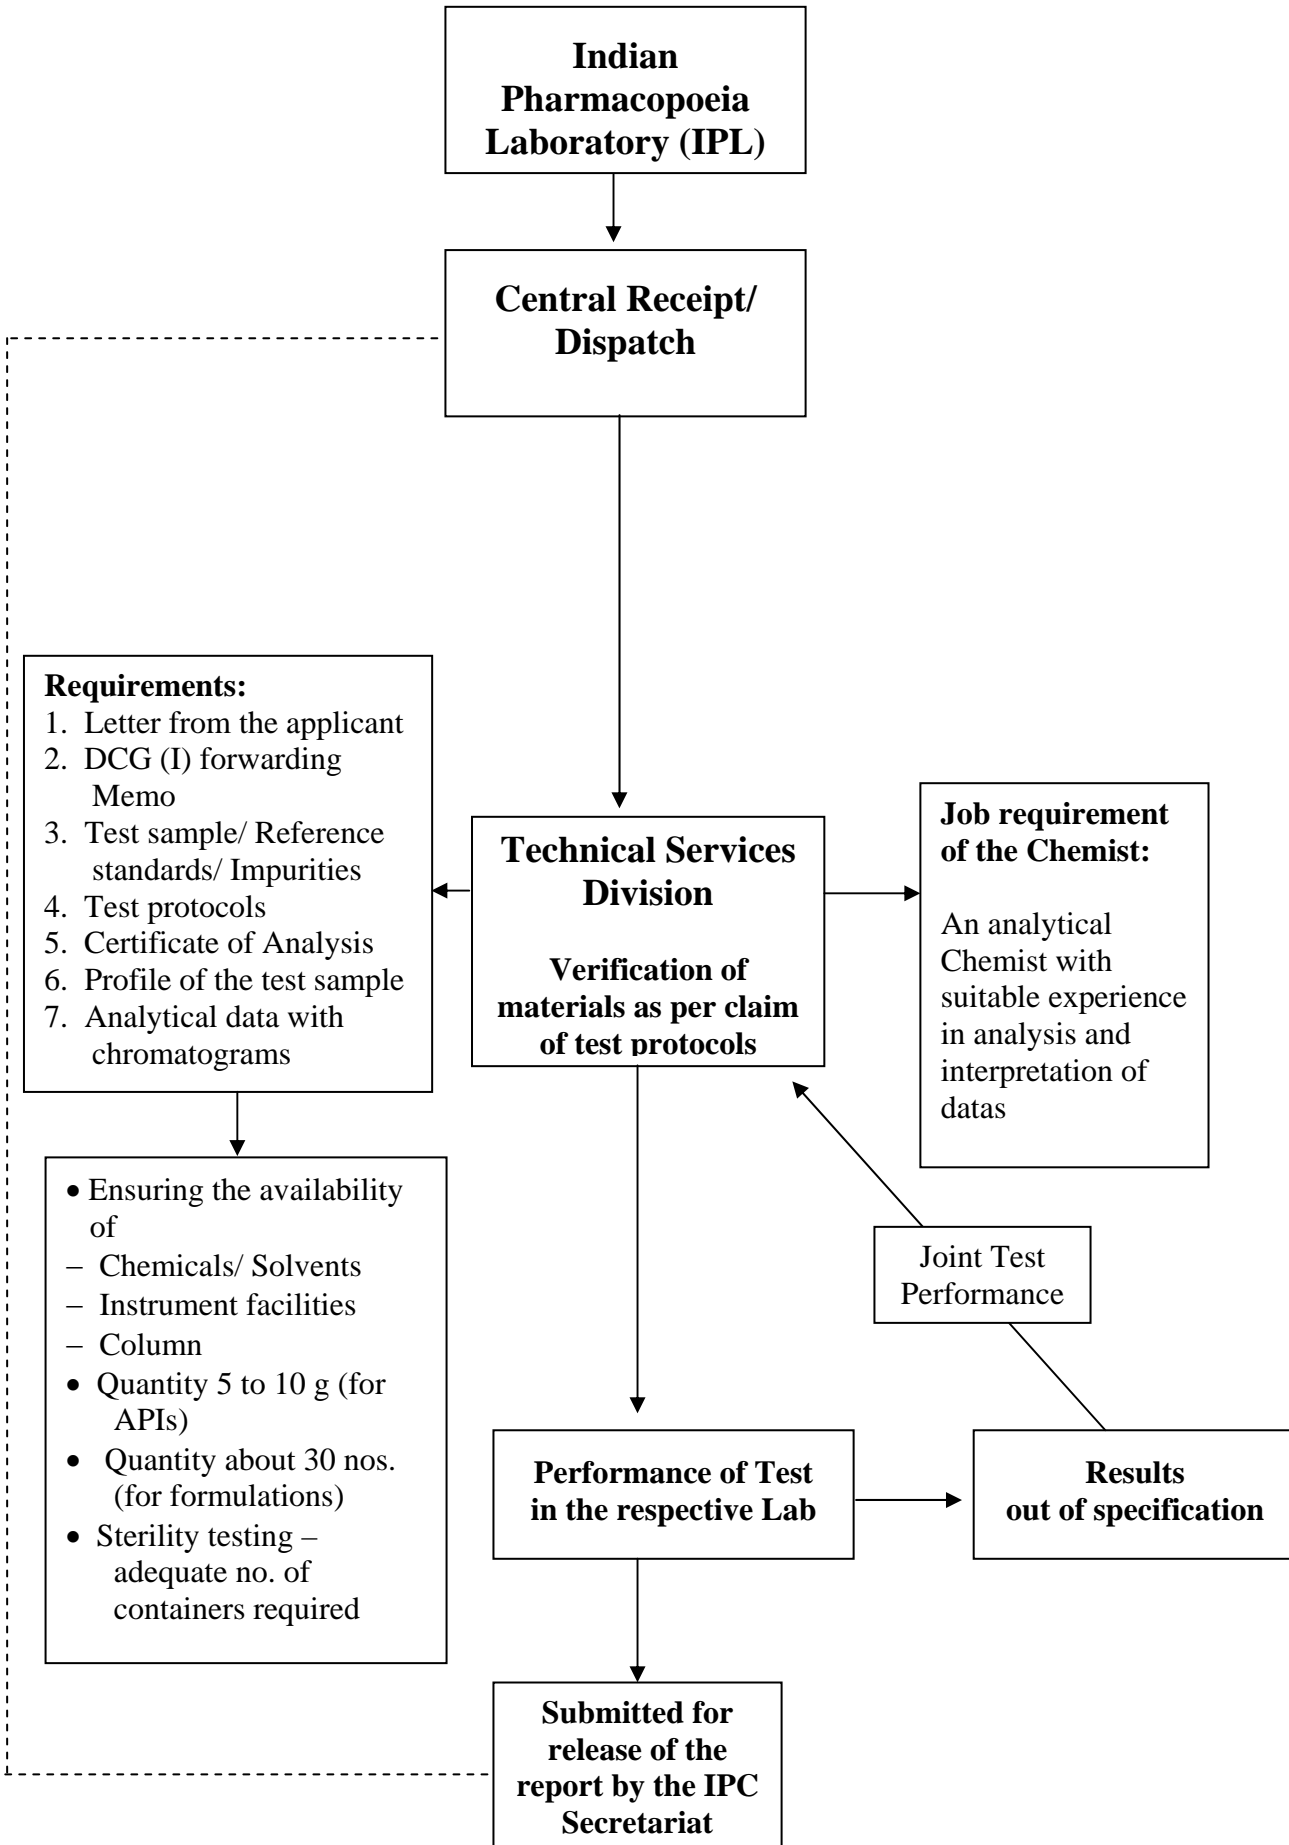 Indian
Pharmacopoeia
Laboratory (IPL)
Central Receipt/
Dispatch
Requirements:
1. Letter from the applicant
2. DCG (I) forwarding
Memo
3. Test sample/ Reference
standards/ Impurities
4. Test protocols
5. Certificate of Analysis
6. Profile of the test sample
7. Analytical data with
chromatograms
Technical Services
Division
Verification of
materials as per claim
of test protocols
Job requirement
of the Chemist:
An analytical
Chemist with
suitable experience
in analysis and
interpretation of
datas
• Ensuring the availability
of
– Chemicals/ Solvents
– Instrument facilities
– Column
• Quantity 5 to 10 g (for
APIs)
• Quantity about 30 nos.
(for formulations)
• Sterility testing –
adequate no. of
containers required
Joint Test
Performance
Performance of Test
in the respective Lab
Results
out of specification
Submitted for
release of the
report by the IPC
Secretariat